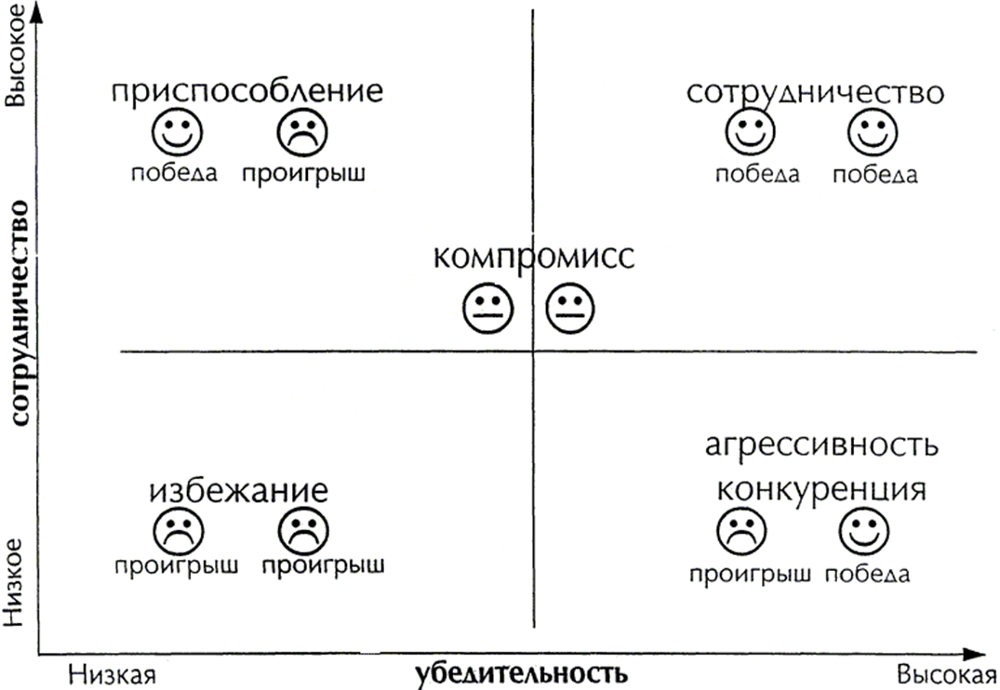 Высокое
приспособление
победа проигрыш
сотрудничество
победа победа
сотрудничество
компромисс
избежание
проигрыш проигрыш
агрессивность
конкуренция
проигрыш победа
Низкое
Низкая убедительность Высокая